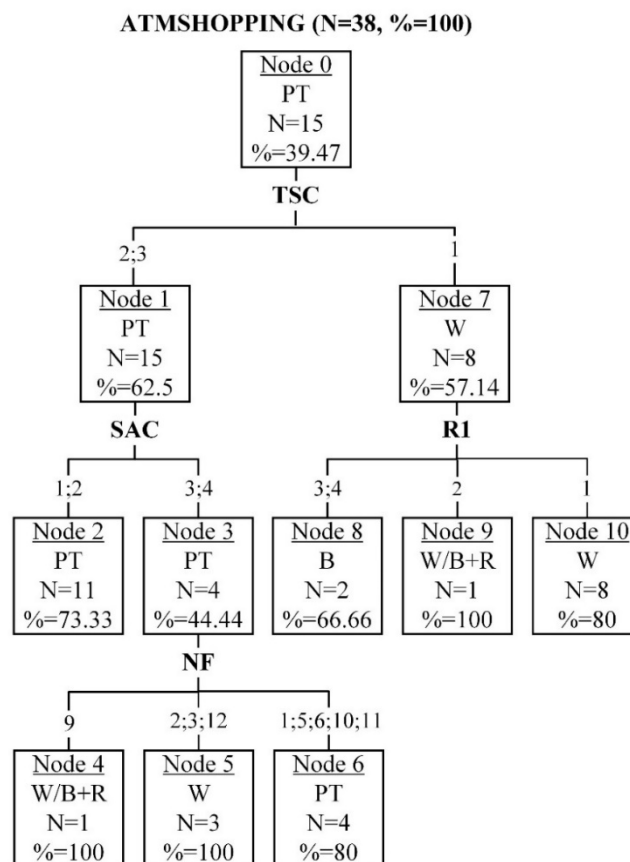 ATMSHOPPING (N=38, %=100)
Node 0
PT
N=15
%=39.47
TSC
2;3
1
Node 1
PT
N=15
%=62.5
Node 7
W
N=8
%=57.14
SAC
R1
1;2
3;4
3;4
2
1
Node 2
PT
N=11
%=73.33
Node 3
PT
N=4
%=44.44
Node 8
B
N=2
%=66.66
Node 9
W/B+R
N=1
%=100
Node 10
W
N=8
%=80
NF
9
2;3;12
1;5;6;10;11
Node 4
W/B+R
N=1
%=100
Node 5
W
N=3
%=100
Node 6
PT
N=4
%=80